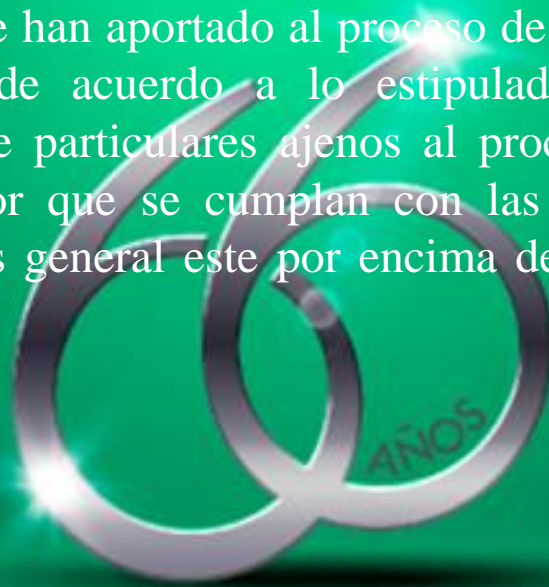 e han aportado al proceso de
de acuerdo a lo estipulad
e particulares ajenos al proc
or que se cumplan con las
s general este por encima de
66
AÑOS